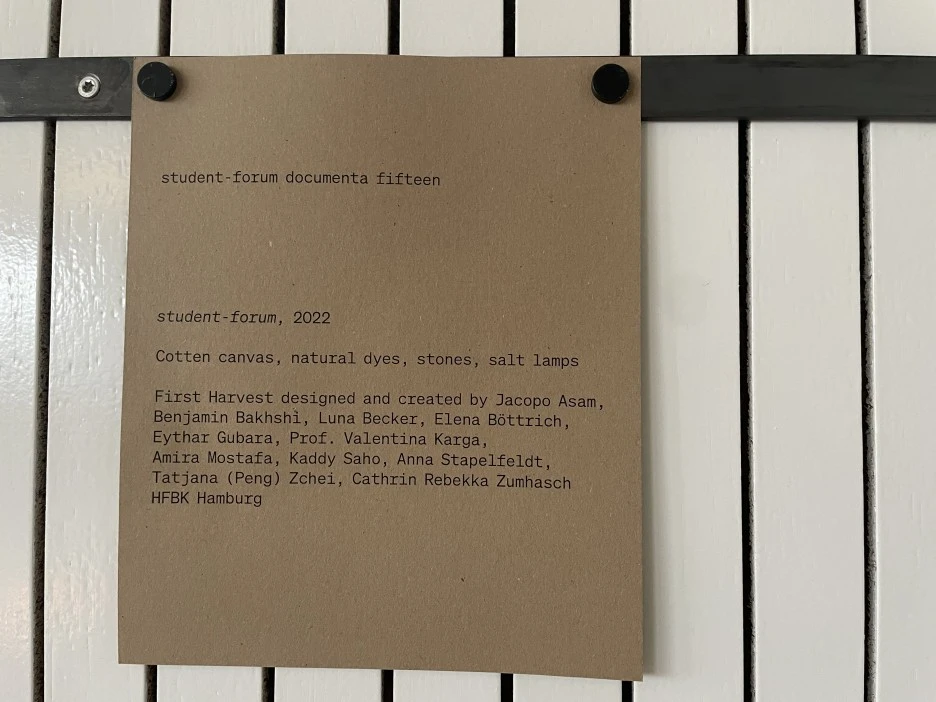 student-forum documenta fifteen
student-forum, 2022
Cotten canvas, natural dyes, stones, salt lamps
First Harvest designed and created by Jacopo Asam,
Benjamin Bakhshì, Luna Becker, Elena Böttrich,
Eythar Gubara, Prof. Valentina Karga,
Amira Mostafa, Kaddy Saho, Anna Stapelfeldt,
Tatjana (Peng) Zchei, Cathrin Rebekka Zumhasch
HFBK Hamburg